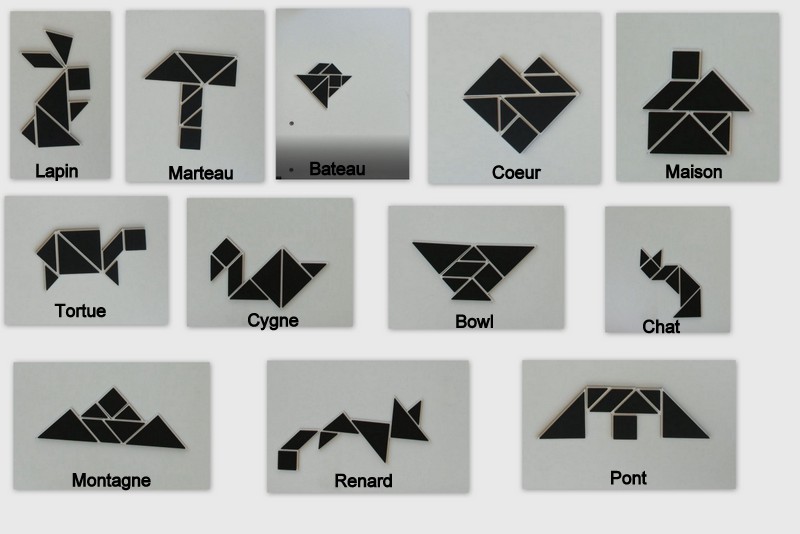 Lapin
Marteau
Bateau
Coeur
Maison
Tortue
Cygne
Bowl
Chat
Montagne
Renard
Pont